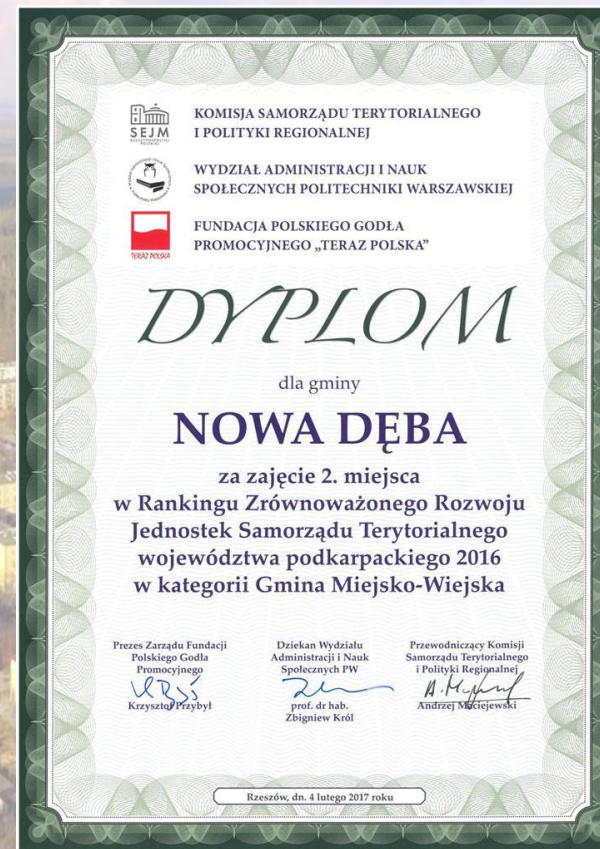 SEJM
RZECZYPOSPOLITEJ
POLSKIEJ
KOMISJA SAMORZĄDU TERYTORIALNEGO
I POLITYKI REGIONALNEJ
WYDZIAŁ ADMINISTRACJI I NAUK
SPOŁECZNYCH POLITECHNIKI WARSZAWSKIEJ
TERAZ POLSKA
FUNDACJA POLSKIEGO GODŁA
PROMOCYJNEGO „TERAZ POLSKA”
DYPLOM
dla gminy
NOWA DĘBA
za zajęcie 2. miejsca
w Rankingu Zrównoważonego Rozwoju
Jednostek Samorządu Terytorialnego
województwa podkarpackiego 2016
w kategorii Gmina Miejsko-Wiejska
Prezes Zarządu Fundacji
Polskiego Godła
Promocyjnego
Krzysztof Przybył
Dziekan Wydziału
Administracji i Nauk
Społecznych PW
prof. dr hab.
Zbigniew Król
Przewodniczący Komisji
Samorządu Terytorialnego
i Polityki Regionalnej
Andrzej Maciejewski
Rzeszów, dn. 4 lutego 2017 roku